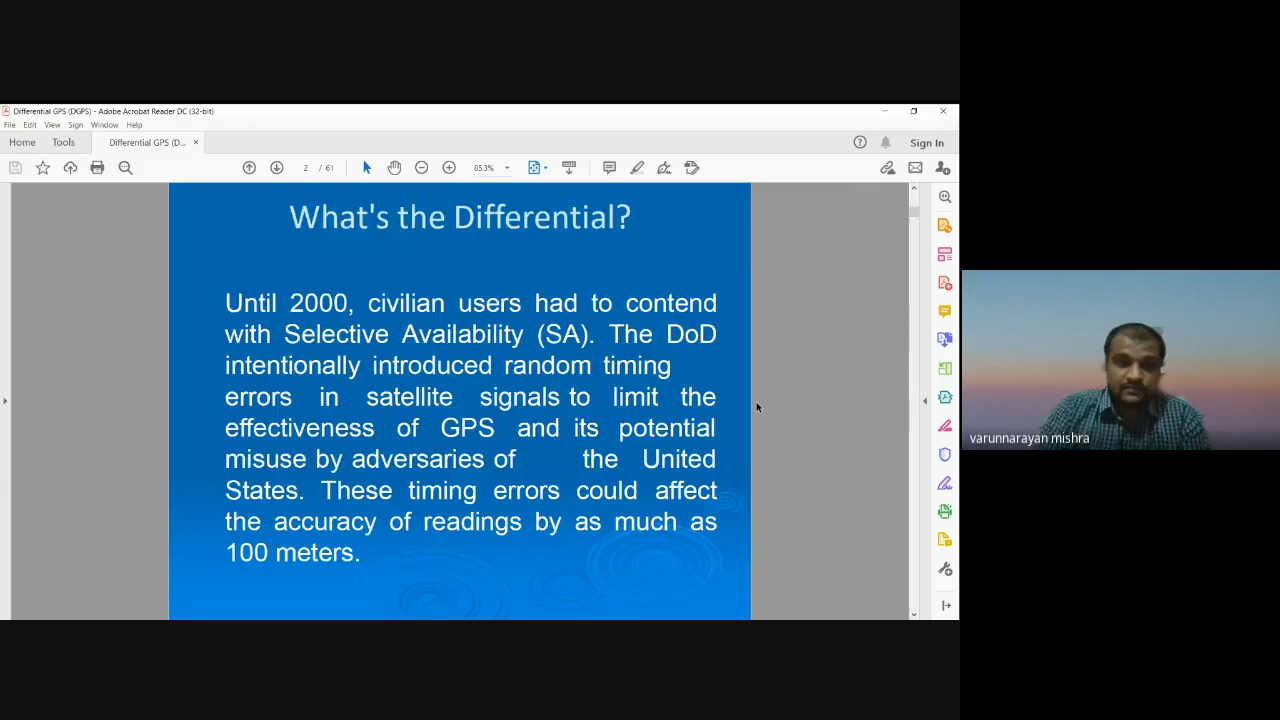 Differential GPS (DGPS) - Adobe Acrobat Reader DC (32-bit)
File Edit View Sign Window Help
Home Tools Differential GPS (D... × Sign In
2 / 61 85.3%
What's the Differential?
Until 2000, civilian users had to contend
with Selective Availability (SA). The DoD
intentionally introduced random timing
errors in satellite signals to limit the
effectiveness of GPS and its potential
misuse by adversaries of the United
States. These timing errors could affect
the accuracy of readings by as much as
100 meters.
varunnarayan mishra